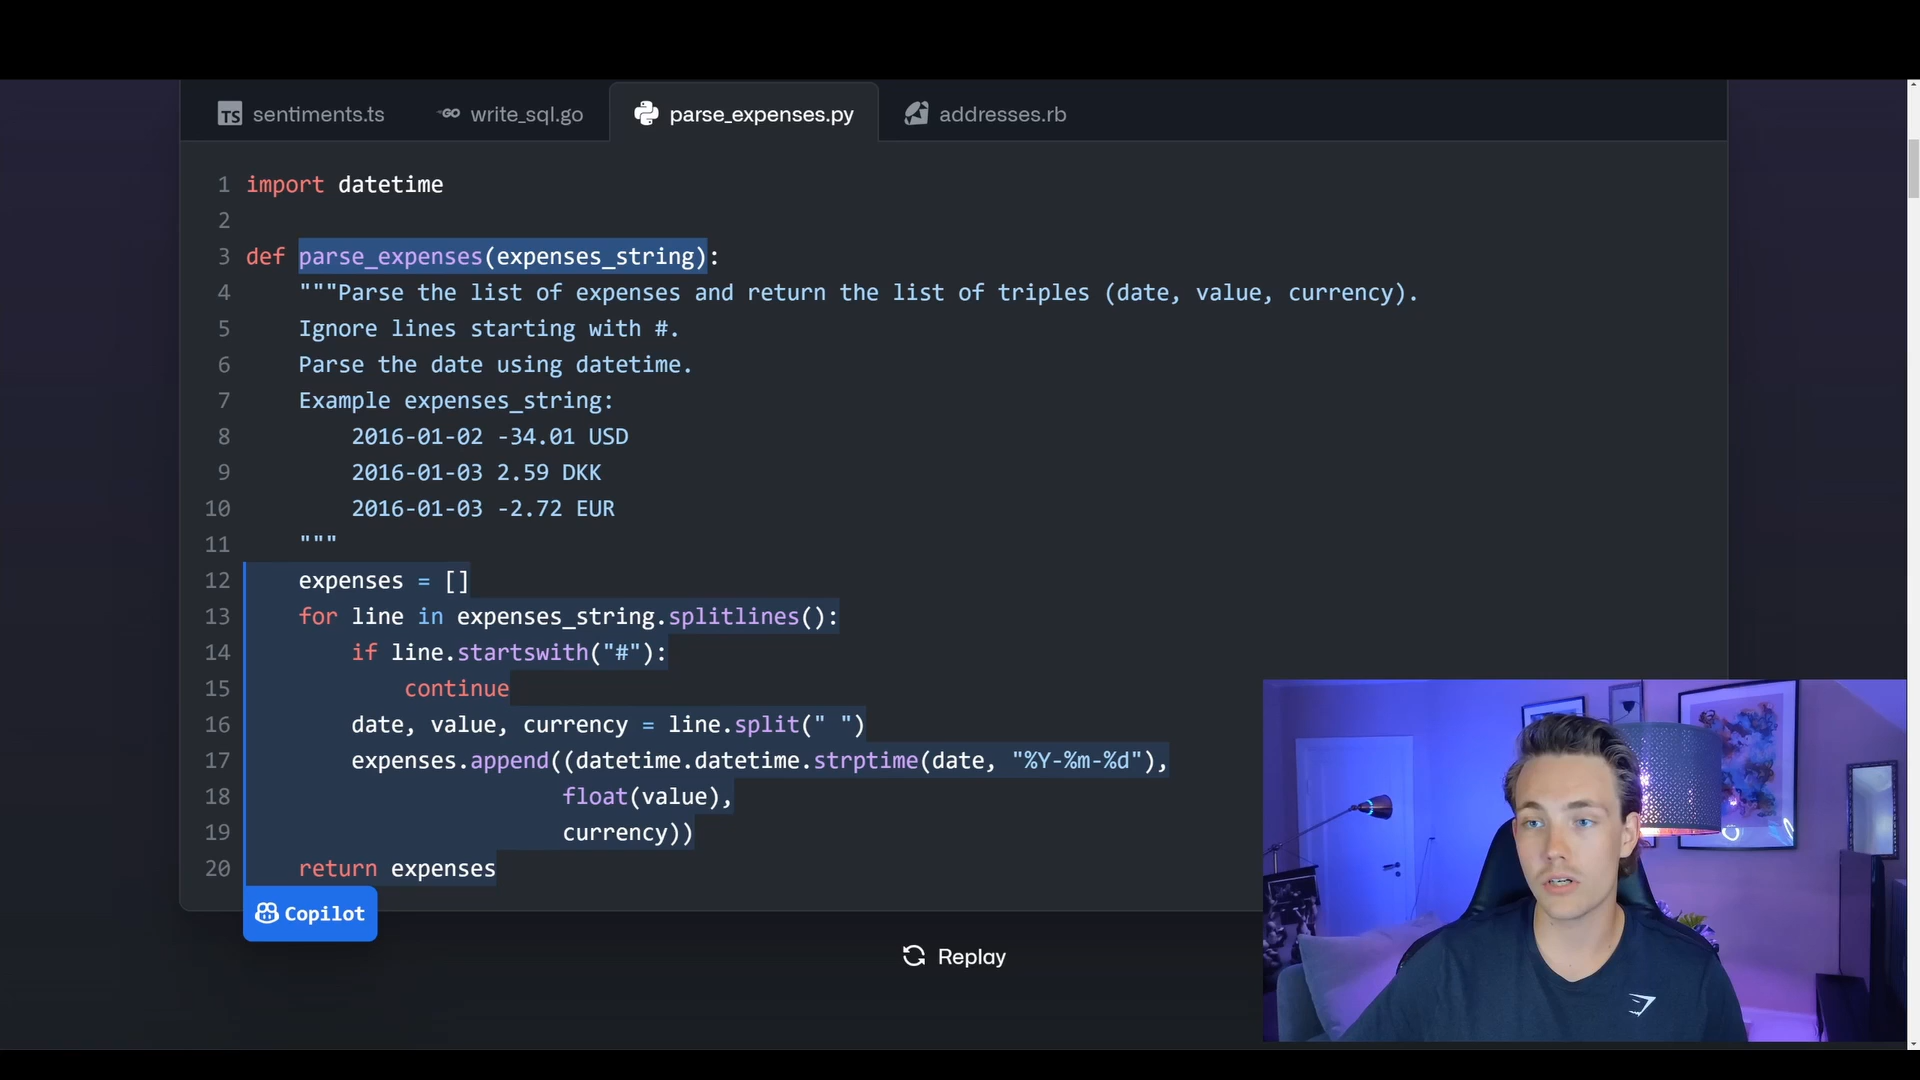 TS sentiments.ts GO write_sql.go parse_expenses.py addresses.rb
1 import datetime
2
3 def parse_expenses(expenses_string):
4 """Parse the list of expenses and return the list of triples (date, value, currency).
5 Ignore lines starting with #.
6 Parse the date using datetime.
7 Example expenses_string:
8 2016-01-02 -34.01 USD
9 2016-01-03 2.59 DKK
10 2016-01-03 -2.72 EUR
11 """
12 expenses = []
13 for line in expenses_string.splitlines():
14 if line.startswith("#"):
15 continue
16 date, value, currency = line.split(" ")
17 expenses.append((datetime.datetime.strptime(date, "%Y-%m-%d"),
18 float(value),
19 currency))
20 return expenses
Copilot
Replay